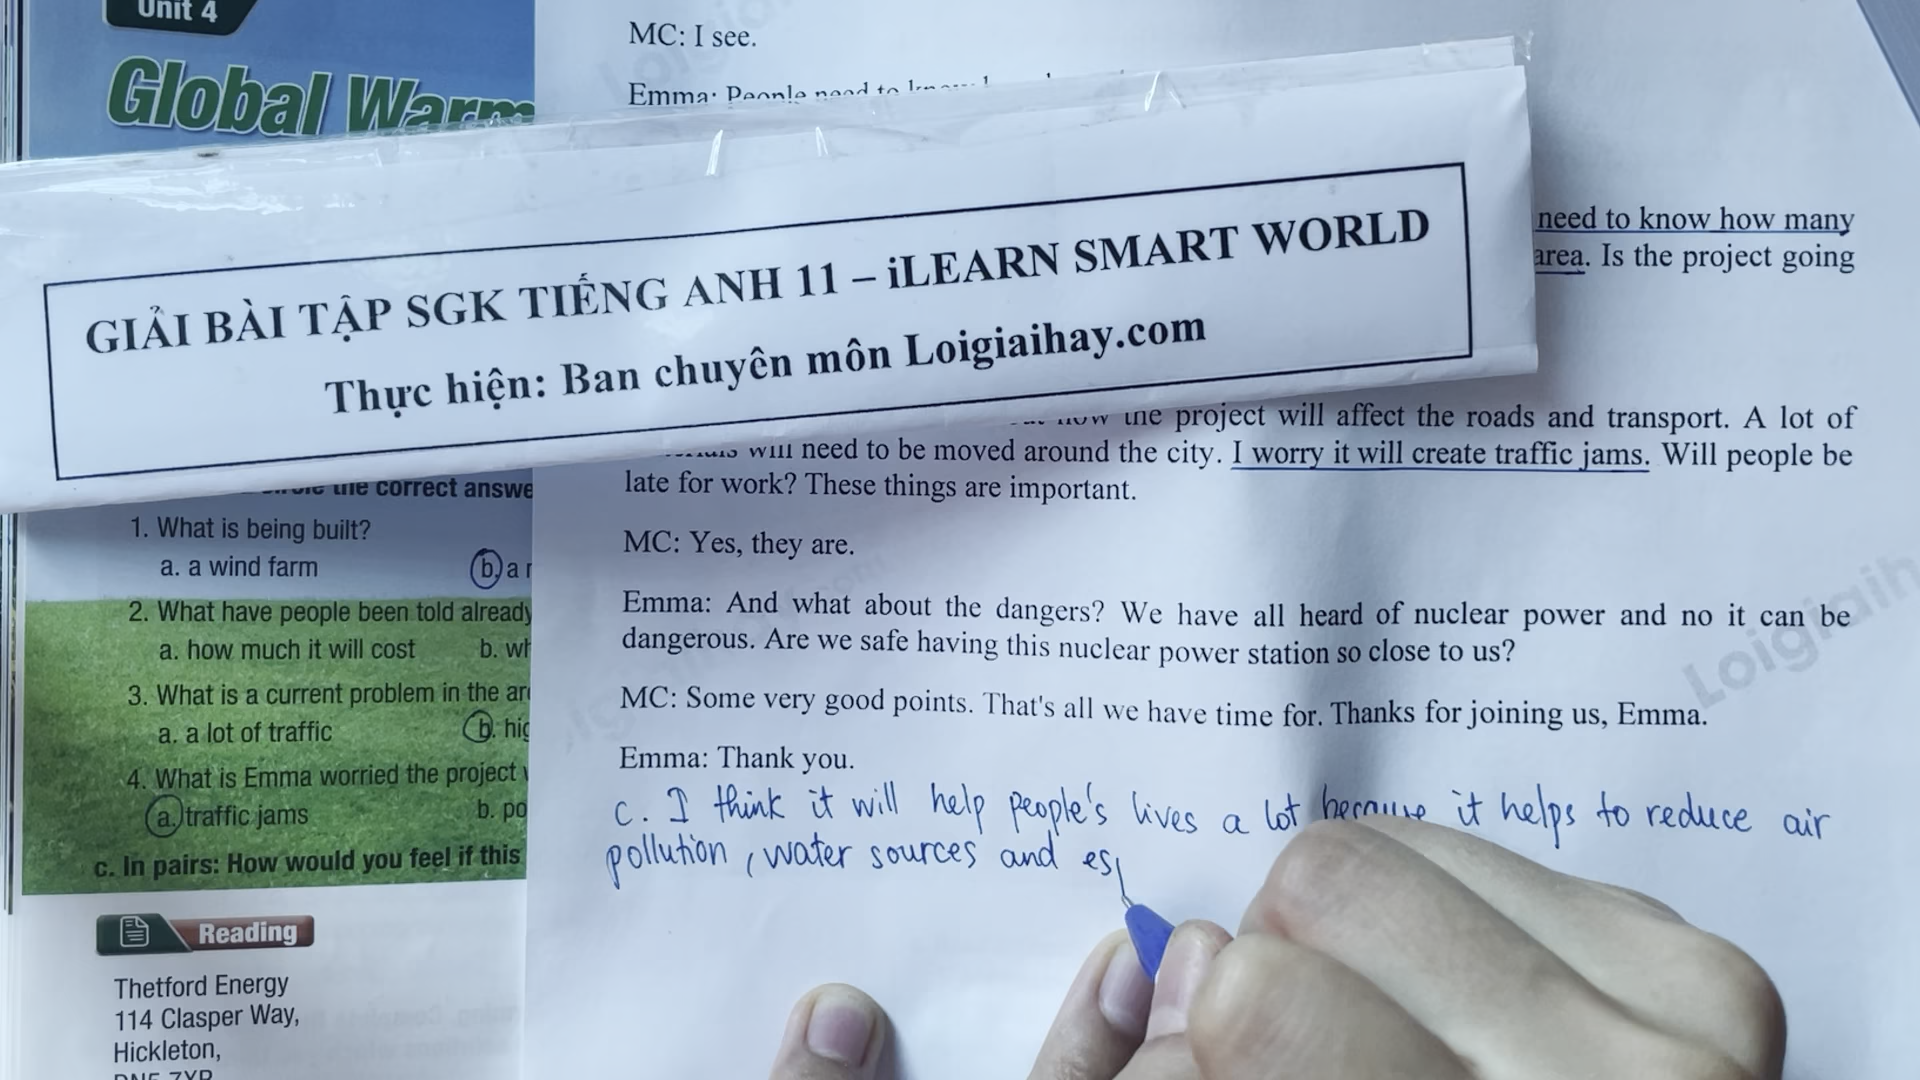 Unit 4
Global Warm
MC: I see.
Emma: People need to
need to know how many
area. Is the project going
GIẢI BÀI TẬP SGK TIẾNG ANH 11 – iLEARN SMART WORLD
Thực hiện: Ban chuyên môn Loigiaihay.com
the project will affect the roads and transport. A lot of
will need to be moved around the city. I worry it will create traffic jams. Will people be
late for work? These things are important.
MC: Yes, they are.
Emma: And what about the dangers? We have all heard of nuclear power and no it can be
dangerous. Are we safe having this nuclear power station so close to us?
MC: Some very good points. That's all we have time for. Thanks for joining us, Emma.
Emma: Thank you.
c. I think it will help people's lives a lot because it helps to reduce air
pollution, water sources and es
the correct answe
1. What is being built?
a. a wind farm b. a
2. What have people been told already
a. how much it will cost b. wh
3. What is a current problem in the ar
a. a lot of traffic b. hig
4. What is Emma worried the project
a. traffic jams b. po
c. In pairs: How would you feel if this
Reading
Thetford Energy
114 Clasper Way,
Hickleton,
Loigiaih